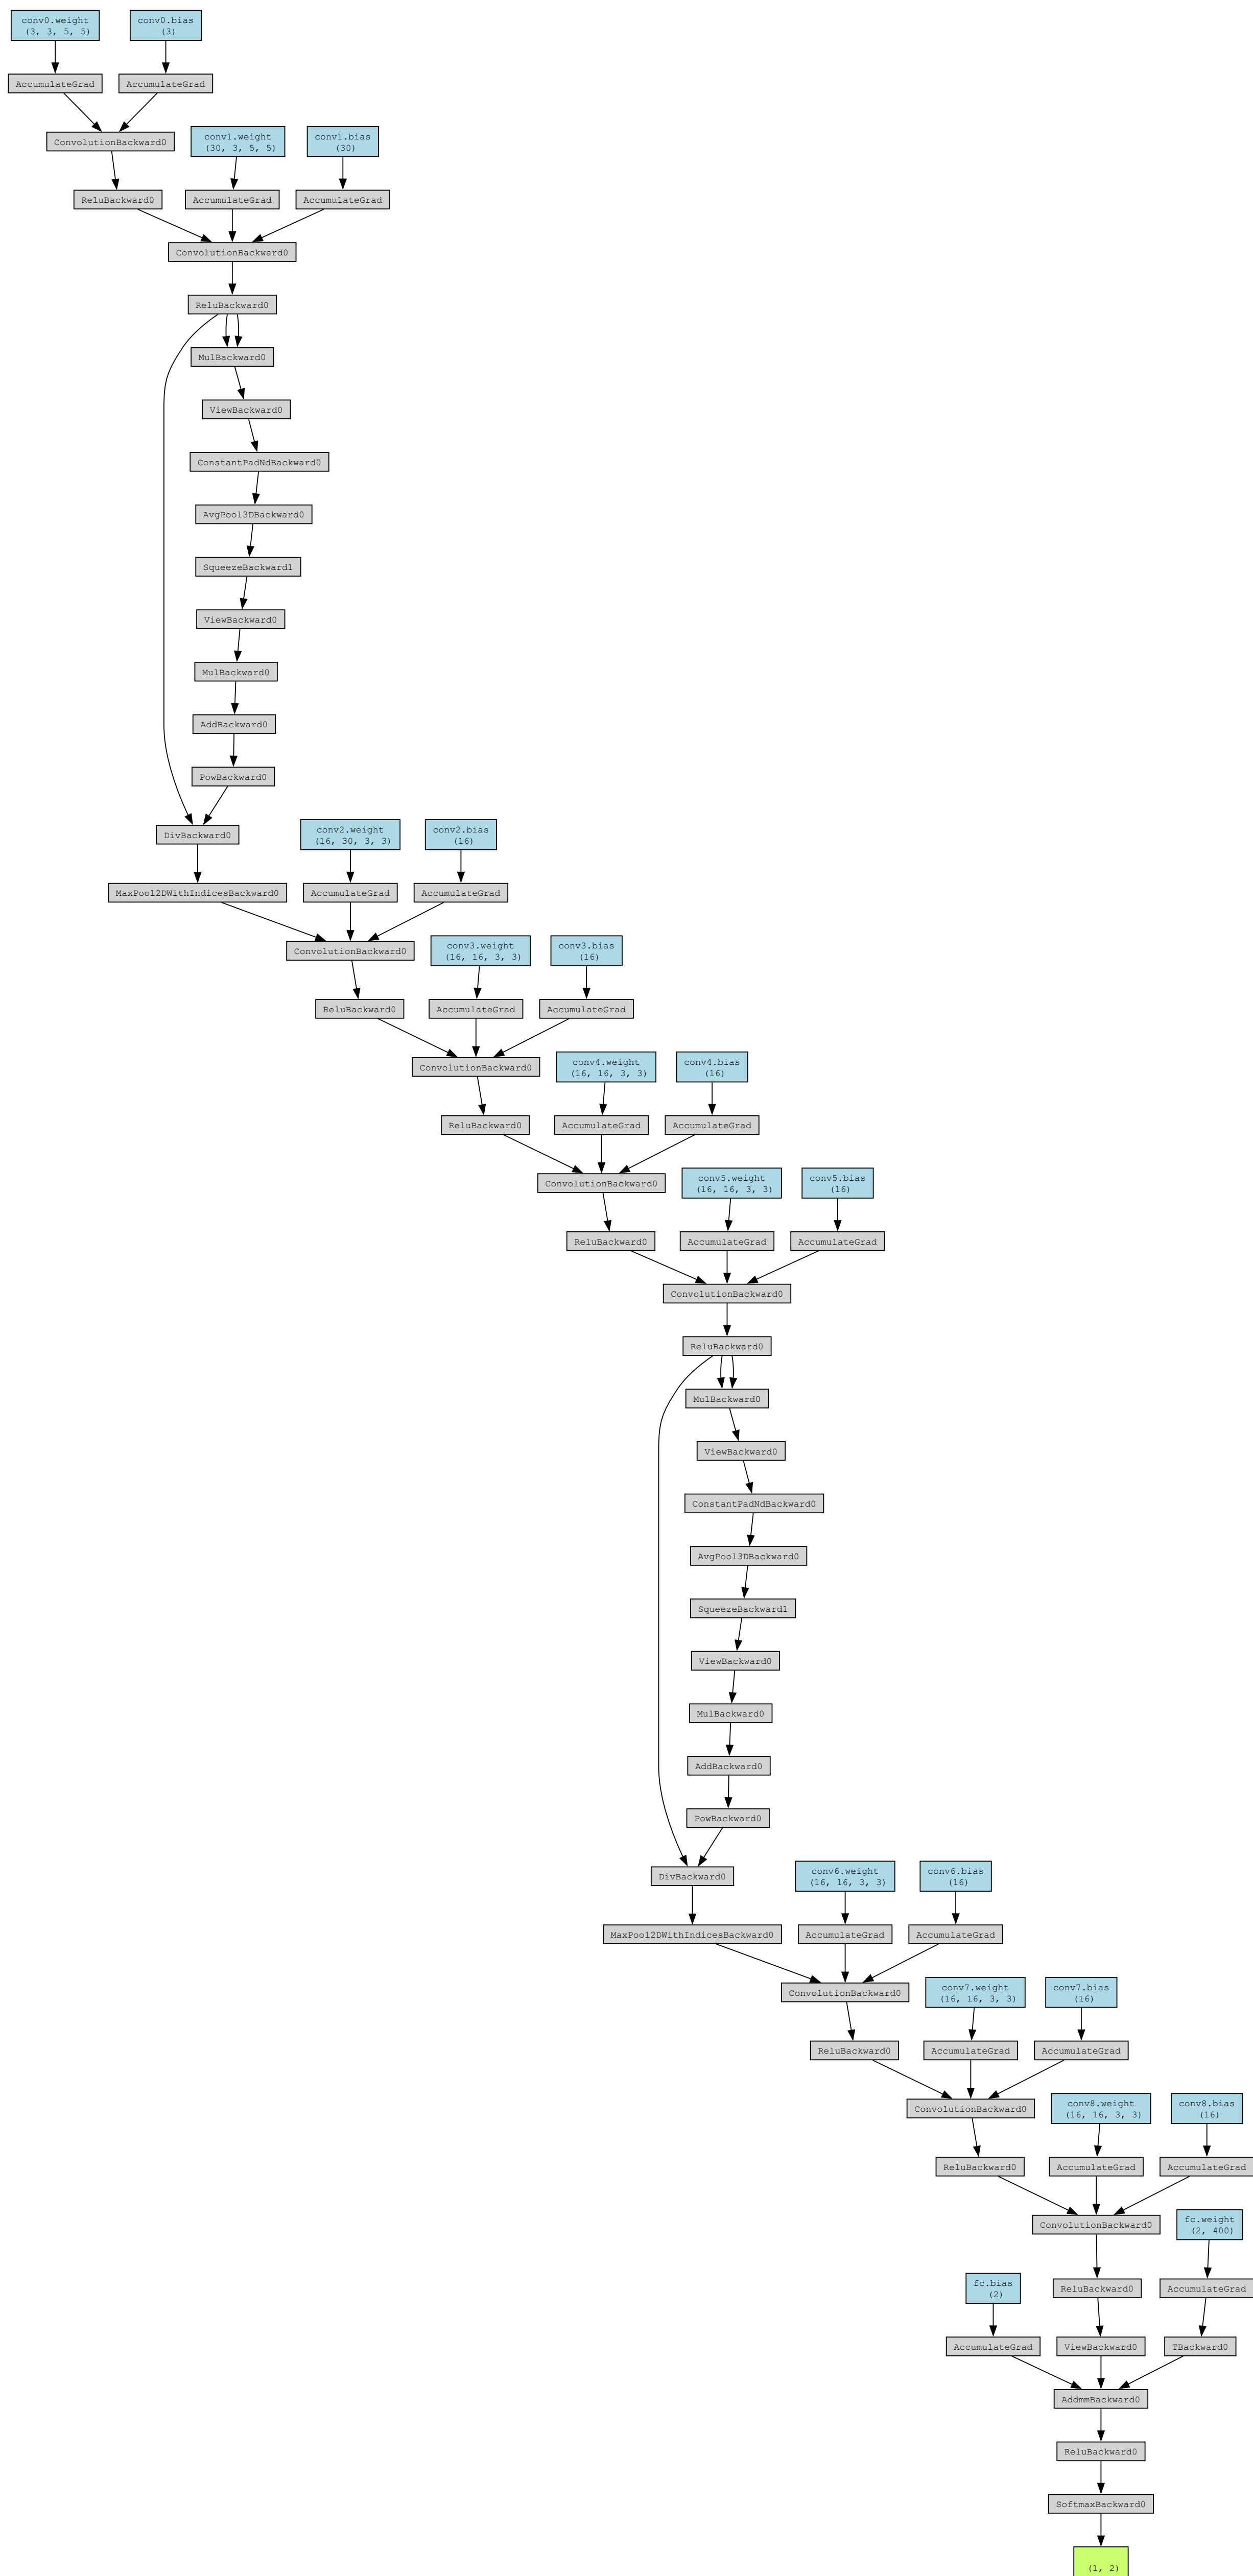 conv0.weight
(3, 3, 5, 5)
conv0.bias
(3)
AccumulateGrad
AccumulateGrad
ConvolutionBackward0
conv1.weight
(30, 3, 5, 5)
conv1.bias
(30)
ReluBackward0
AccumulateGrad
AccumulateGrad
ConvolutionBackward0
ReluBackward0
MulBackward0
ViewBackward0
ConstantPadNdBackward0
AvgPool3DBackward0
SqueezeBackward1
ViewBackward0
MulBackward0
AddBackward0
PowBackward0
DivBackward0
conv2.weight
(16, 30, 3, 3)
conv2.bias
(16)
MaxPool2DWithIndicesBackward0
AccumulateGrad
AccumulateGrad
ConvolutionBackward0
conv3.weight
(16, 16, 3, 3)
conv3.bias
(16)
ReluBackward0
AccumulateGrad
AccumulateGrad
ConvolutionBackward0
conv4.weight
(16, 16, 3, 3)
conv4.bias
(16)
ReluBackward0
AccumulateGrad
AccumulateGrad
ConvolutionBackward0
conv5.weight
(16, 16, 3, 3)
conv5.bias
(16)
ReluBackward0
AccumulateGrad
AccumulateGrad
ConvolutionBackward0
ReluBackward0
MulBackward0
ViewBackward0
ConstantPadNdBackward0
AvgPool3DBackward0
SqueezeBackward1
ViewBackward0
MulBackward0
AddBackward0
PowBackward0
DivBackward0
conv6.weight
(16, 16, 3, 3)
conv6.bias
(16)
MaxPool2DWithIndicesBackward0
AccumulateGrad
AccumulateGrad
ConvolutionBackward0
conv7.weight
(16, 16, 3, 3)
conv7.bias
(16)
ReluBackward0
AccumulateGrad
AccumulateGrad
ConvolutionBackward0
conv8.weight
(16, 16, 3, 3)
conv8.bias
(16)
ReluBackward0
AccumulateGrad
AccumulateGrad
ConvolutionBackward0
fc.weight
(2, 400)
fc.bias
(2)
ReluBackward0
AccumulateGrad
AccumulateGrad
ViewBackward0
TBackward0
AddmmBackward0
ReluBackward0
SoftmaxBackward0
(1, 2)